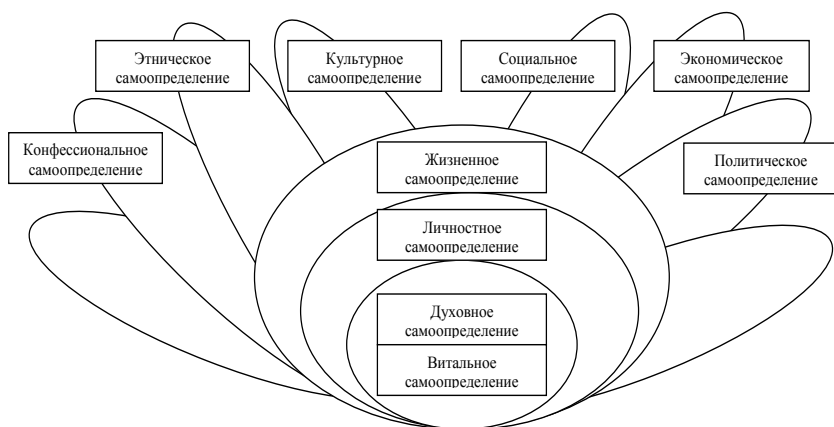 Этническое
самоопределение
Культурное
самоопределение
Социальное
самоопределение
Экономическое
самоопределение
Конфессиональное
самоопределение
Жизненное
самоопределение
Политическое
самоопределение
Личностное
самоопределение
Духовное
самоопределение
Витальное
самоопределение